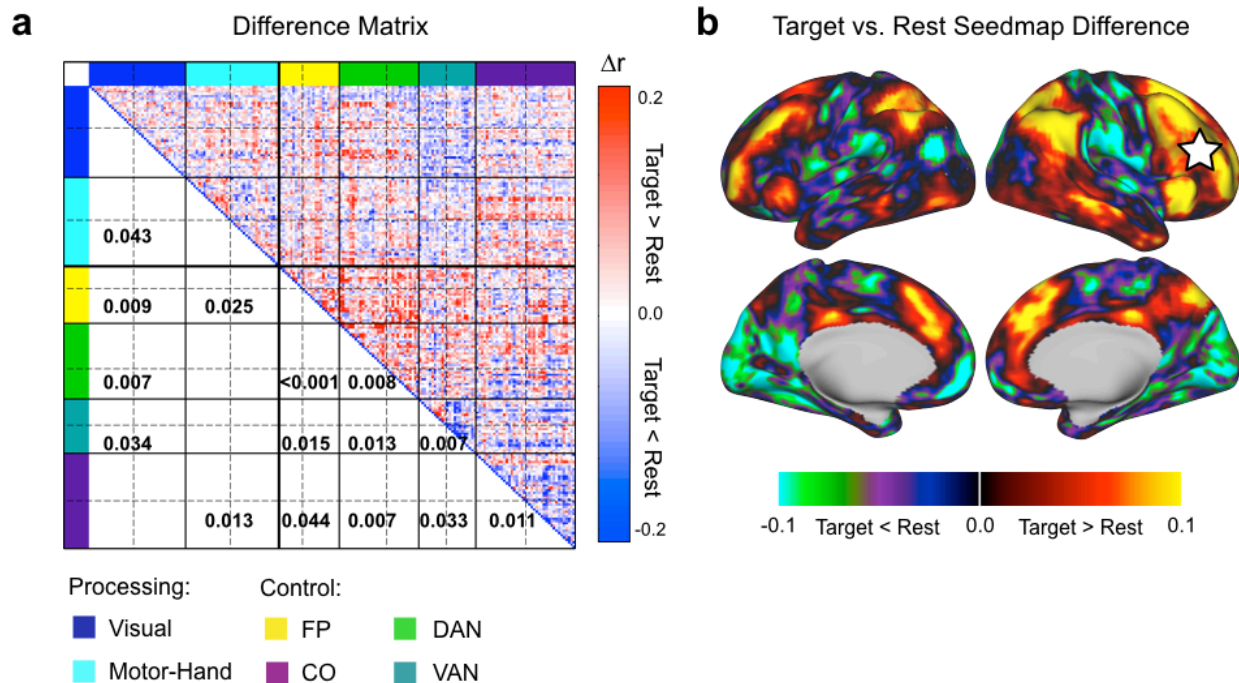 a
Difference Matrix
Δr
0.2
Target > Rest
0.0
Target < Rest
-0.2
0.043
0.009 0.025
0.007 <0.001 0.008
0.034 0.015 0.013 0.007
0.013 0.044 0.007 0.033 0.011
Processing: Control:
Visual FP DAN
Motor-Hand CO VAN
b
Target vs. Rest Seedmap Difference
-0.1 Target < Rest 0.0 Target > Rest 0.1